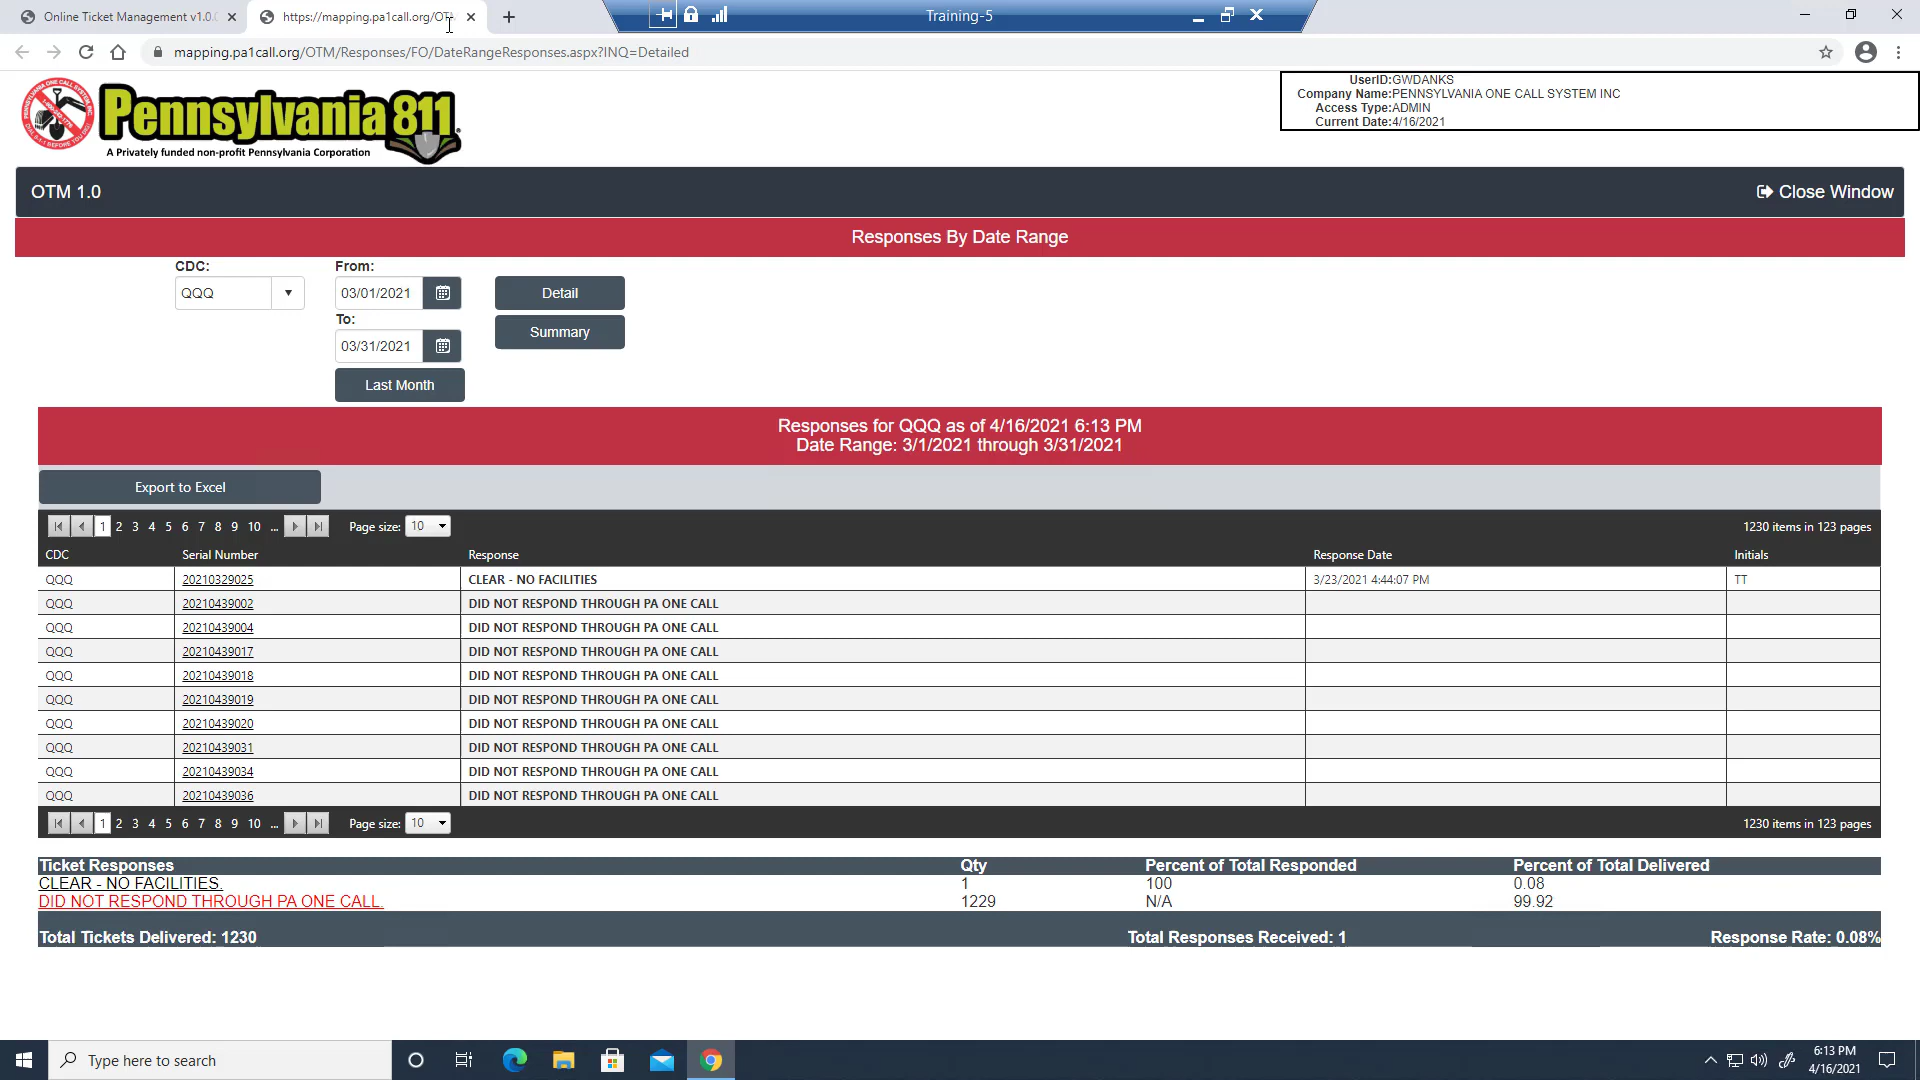 Online Ticket Management v1.0.
https://mapping.pa1call.org/OT
Training-5
mapping.pa1call.org/OTM/Responses/FO/DateRangeResponses.aspx?INQ=Detailed
Pennsylvania 811
A Privately funded non-profit Pennsylvania Corporation
UserID:GWDANKS
Company Name:PENNSYLVANIA ONE CALL SYSTEM INC
Access Type:ADMIN
Current Date:4/16/2021
OTM 1.0
Close Window
Responses By Date Range
CDC:
From:
QQQ
03/01/2021
Detail
To:
Summary
03/31/2021
Last Month
Responses for QQQ as of 4/16/2021 6:13 PM
Date Range: 3/1/2021 through 3/31/2021
Export to Excel
1 2 3 4 5 6 7 8 9 10 ... Page size: 10 1230 items in 123 pages
CDC Serial Number Response Response Date Initials
QQQ 20210329025 CLEAR - NO FACILITIES 3/23/2021 4:44:07 PM TT
QQQ 20210439002 DID NOT RESPOND THROUGH PA ONE CALL
QQQ 20210439004 DID NOT RESPOND THROUGH PA ONE CALL
QQQ 20210439017 DID NOT RESPOND THROUGH PA ONE CALL
QQQ 20210439018 DID NOT RESPOND THROUGH PA ONE CALL
QQQ 20210439019 DID NOT RESPOND THROUGH PA ONE CALL
QQQ 20210439020 DID NOT RESPOND THROUGH PA ONE CALL
QQQ 20210439031 DID NOT RESPOND THROUGH PA ONE CALL
QQQ 20210439034 DID NOT RESPOND THROUGH PA ONE CALL
QQQ 20210439036 DID NOT RESPOND THROUGH PA ONE CALL
1 2 3 4 5 6 7 8 9 10 ... Page size: 10 1230 items in 123 pages
Ticket Responses Qty Percent of Total Responded Percent of Total Delivered
CLEAR - NO FACILITIES. 1 100 0.08
DID NOT RESPOND THROUGH PA ONE CALL. 1229 N/A 99.92
Total Tickets Delivered: 1230 Total Responses Received: 1 Response Rate: 0.08%
Type here to search
6:13 PM
4/16/2021